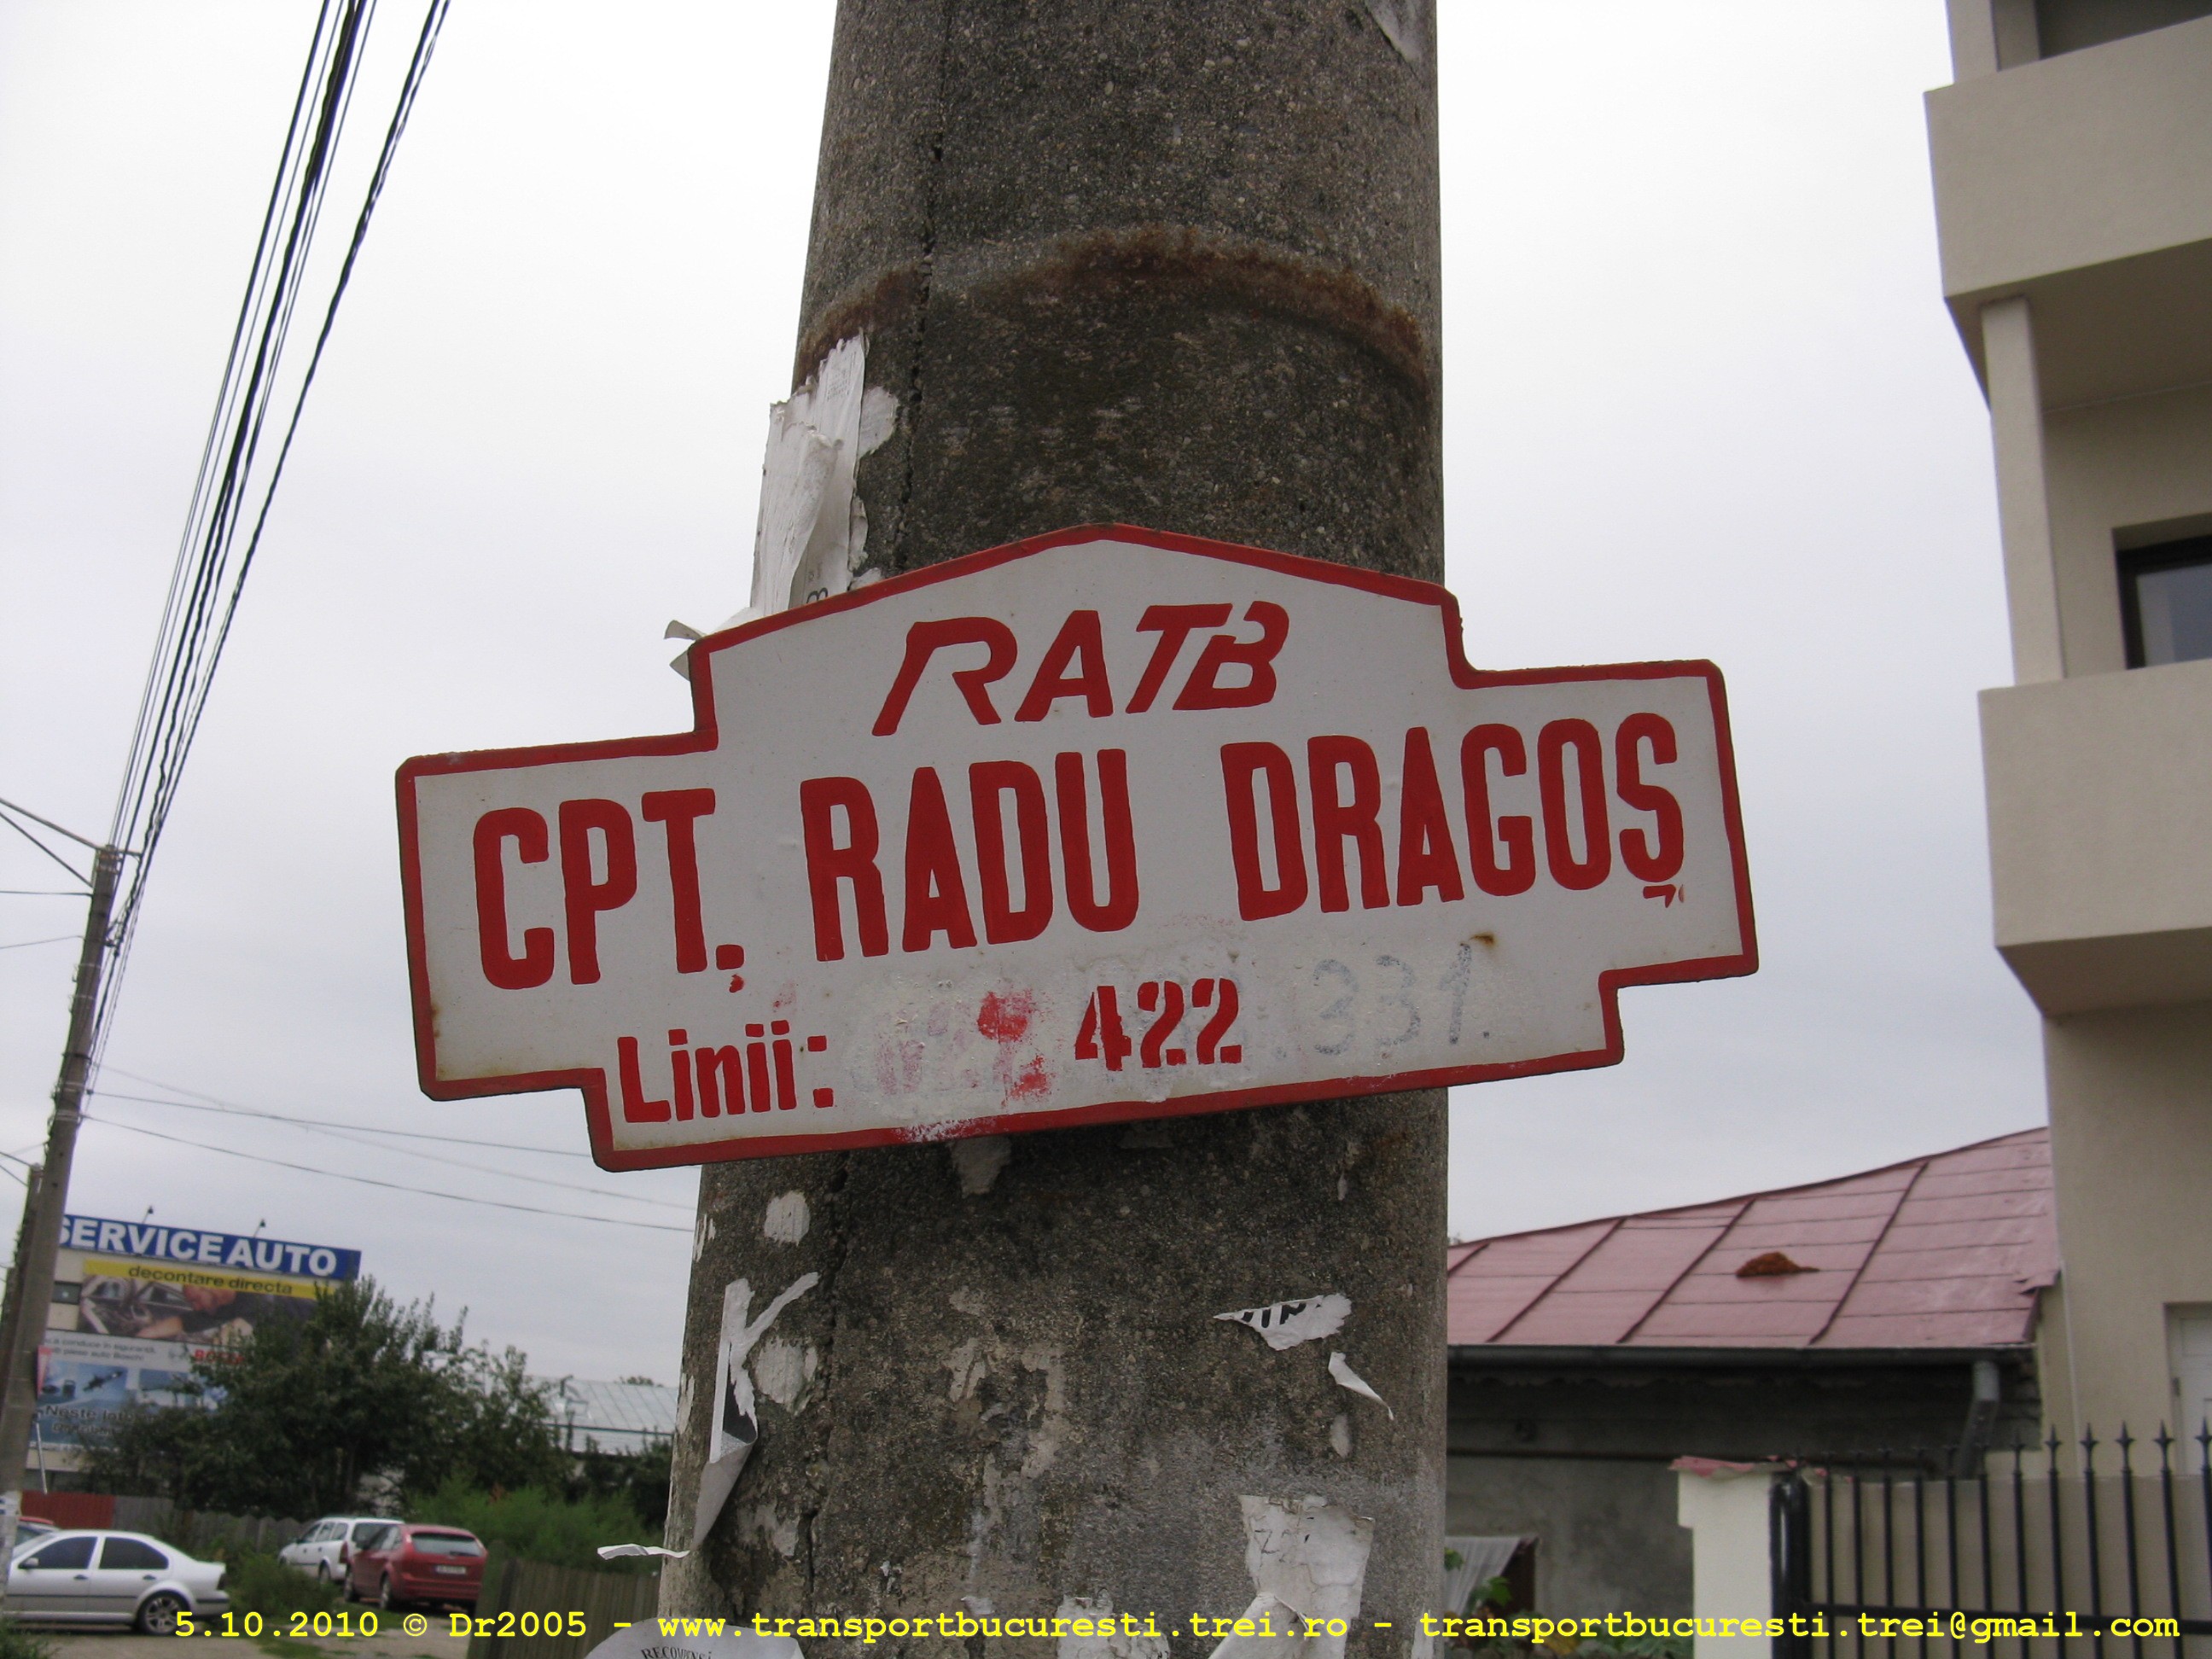 RATB
CPT. RADU DRAGOȘ
Linii: 422 331
SERVICE AUTO
decontare directa
5.10.2010 © Dr2005 - www.transportbucuresti.trei.ro - transportbucuresti.trei@gmail.com